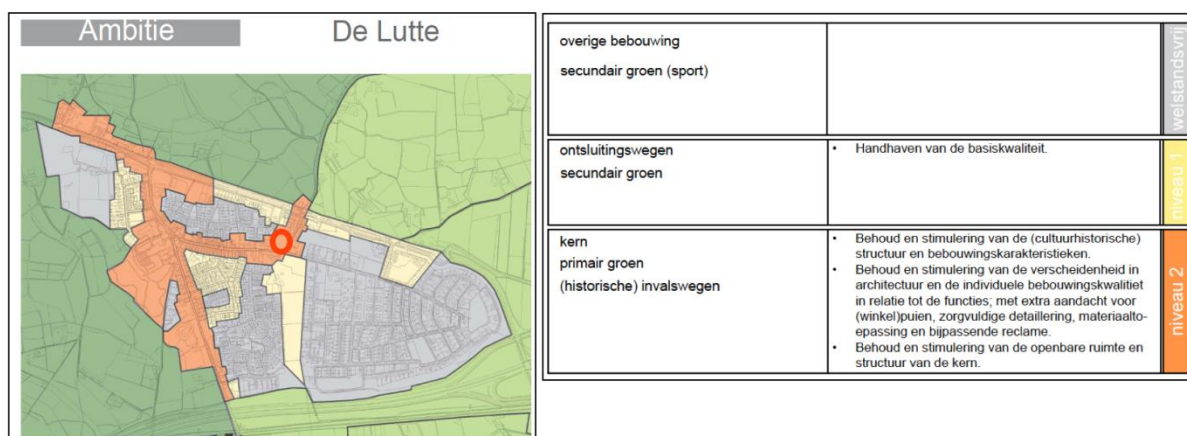 Ambitie De Lutte
overige bebouwing
secundair groen (sport)
welstandsvrij
ontsluitingswegen
secundair groen
• Handhaven van de basiskwaliteit.
niveau 1
kern
primair groen
(historische) invalswegen
• Behoud en stimulering van de (cultuurhistorische)
structuur en bebouwingskarakteristieken.
• Behoud en stimulering van de verscheidenheid in
architectuur en de individuele bebouwingskwalitiet
in relatie tot de functies; met extra aandacht voor
(winkel)puien, zorgvuldige detaillering, materiaalto-
epassing en bijpassende reclame.
• Behoud en stimulering van de openbare ruimte en
structuur van de kern.
niveau 2